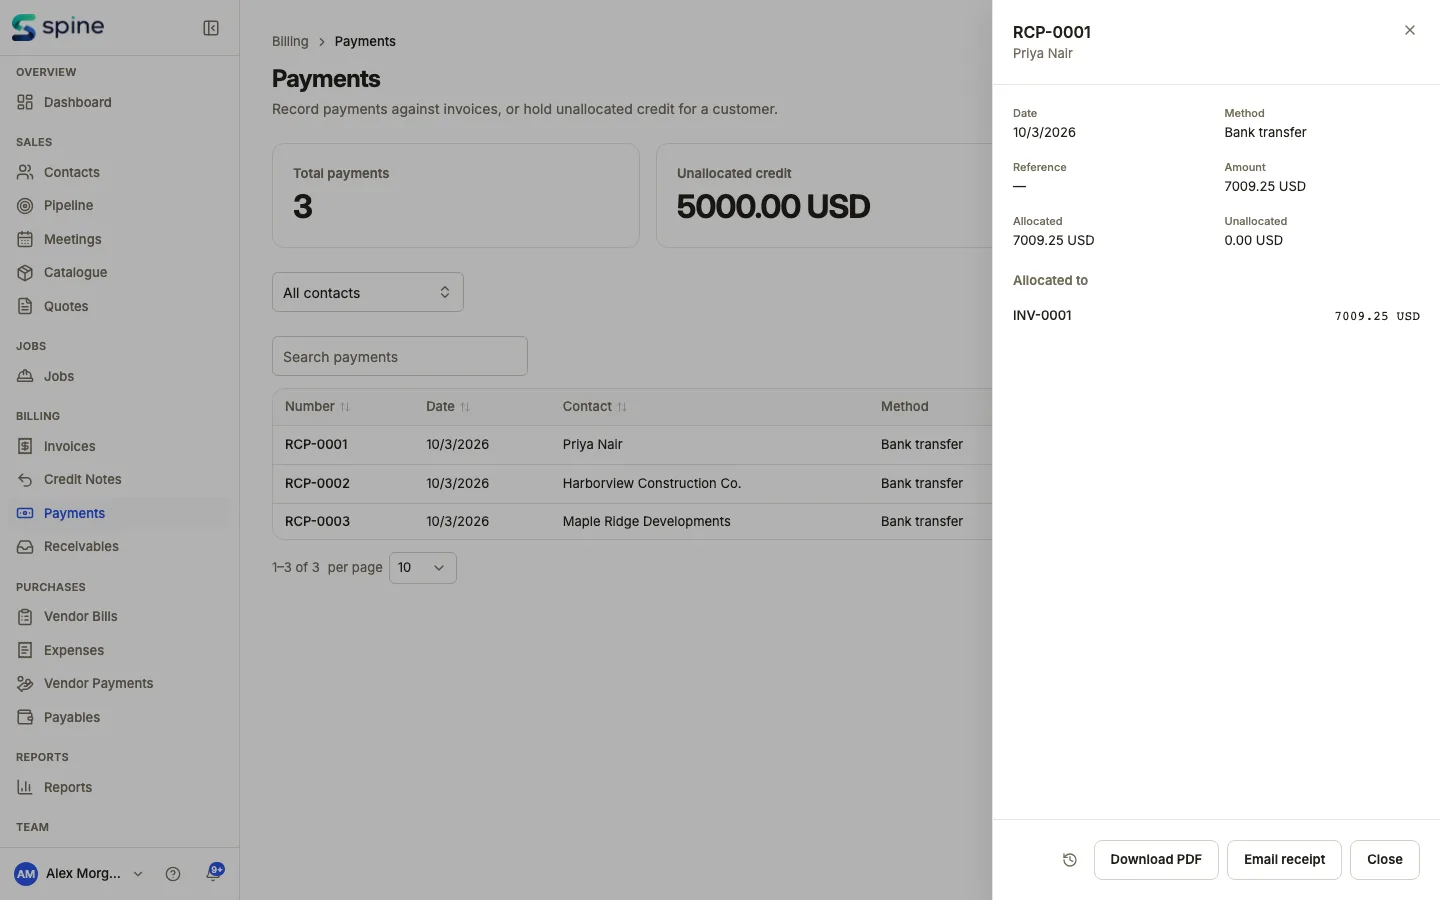 spine
OVERVIEW
Dashboard
SALES
Contacts
Pipeline
Meetings
Catalogue
Quotes
JOBS
Jobs
BILLING
Invoices
Credit Notes
Payments
Receivables
PURCHASES
Vendor Bills
Expenses
Vendor Payments
Payables
REPORTS
Reports
TEAM
AM Alex Morg... 9+
Billing > Payments
Payments
Record payments against invoices, or hold unallocated credit for a customer.
Total payments
3
Unallocated credit
5000.00 USD
All contacts
Search payments
Number Date Contact Method
RCP-0001 10/3/2026 Priya Nair Bank transfer
RCP-0002 10/3/2026 Harborview Construction Co. Bank transfer
RCP-0003 10/3/2026 Maple Ridge Developments Bank transfer
1–3 of 3 per page 10
RCP-0001
Priya Nair
Date Method
10/3/2026 Bank transfer
Reference Amount
— 7009.25 USD
Allocated Unallocated
7009.25 USD 0.00 USD
Allocated to
INV-0001 7009.25 USD
Download PDF Email receipt Close